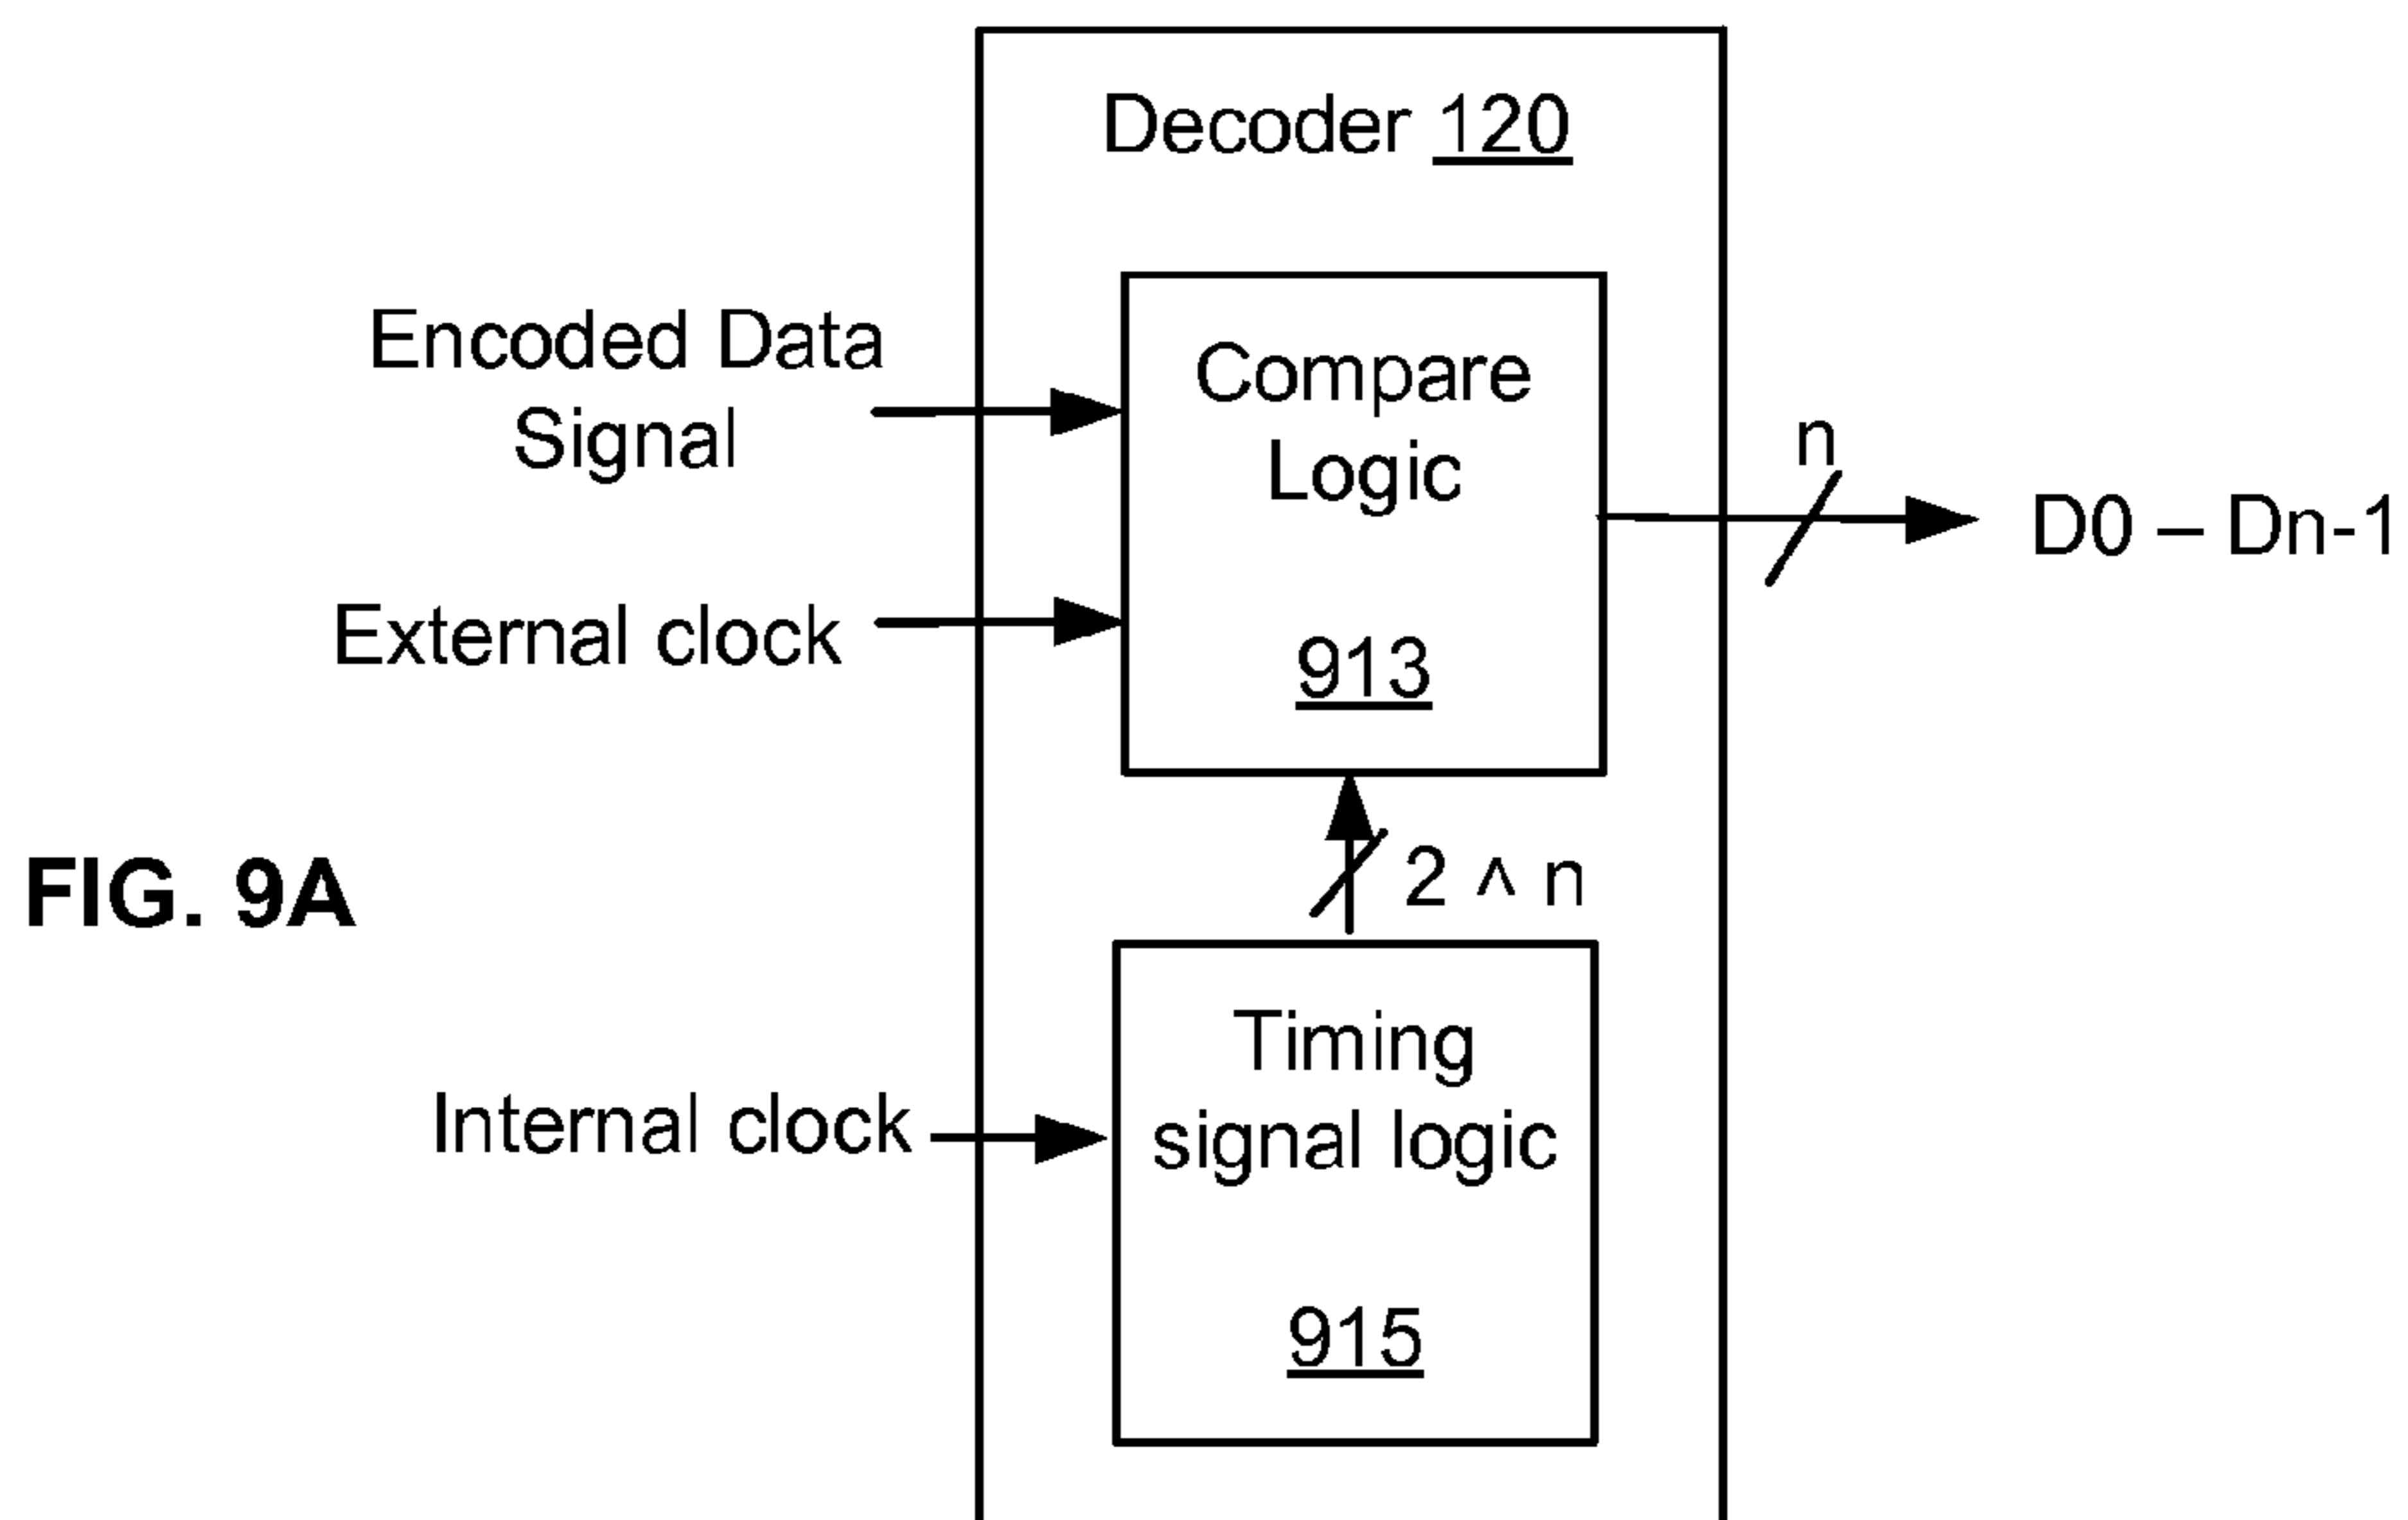 Decoder 120
Encoded Data
Signal
Compare
Logic
n
D0 – Dn-1
External clock
913
FIG. 9A
2 ^ n
Timing
signal logic
Internal clock
915